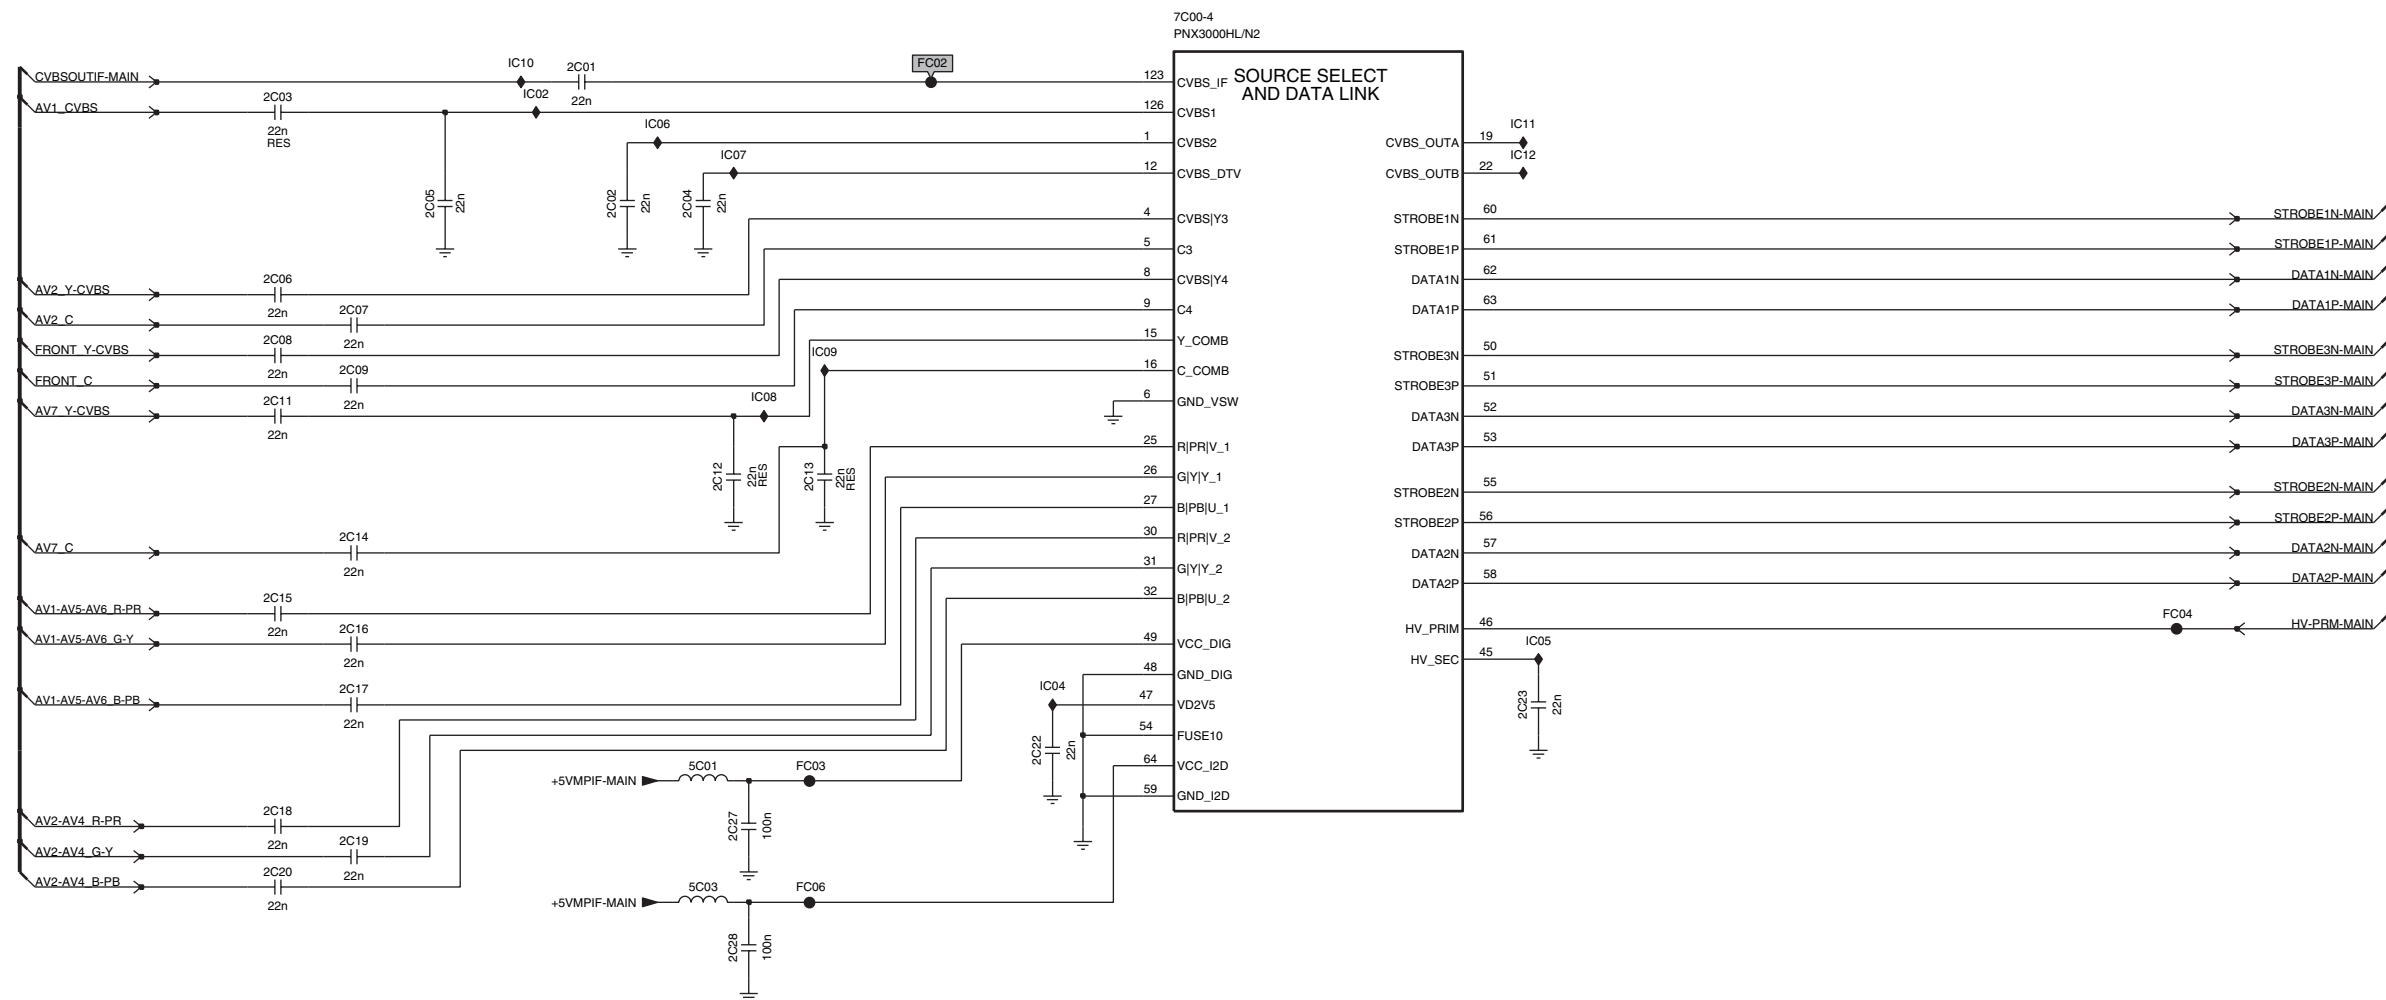 7C00-4
PNX3000HL/N2
SOURCE SELECT
AND DATA LINK
CVBSOUTIF-MAIN
IC10
2C01
22n
FC02
123
CVBS_IF
AV1_CVBS
2C03
22n
RES
IC02
126
CVBS1
2C05
22n
IC06
1
CVBS2
2C02
22n
IC07
12
CVBS_DTV
2C04
22n
4
CVBS|Y3
5
C3
8
CVBS|Y4
9
C4
15
Y_COMB
16
C_COMB
6
GND_VSW
25
R|PR|V_1
26
G|Y|Y_1
27
B|PB|U_1
30
R|PR|V_2
31
G|Y|Y_2
32
B|PB|U_2
49
VCC_DIG
48
GND_DIG
47
VD2V5
54
FUSE10
64
VCC_I2D
59
GND_I2D
AV2_Y-CVBS
2C06
22n
AV2_C
2C07
22n
FRONT_Y-CVBS
2C08
22n
FRONT_C
2C09
22n
AV7_Y-CVBS
2C11
22n
IC08
IC09
2C12
22n
RES
2C13
22n
RES
AV7_C
2C14
22n
AV1-AV5-AV6_R-PR
2C15
22n
AV1-AV5-AV6_G-Y
2C16
22n
AV1-AV5-AV6_B-PB
2C17
22n
AV2-AV4_R-PR
2C18
22n
AV2-AV4_G-Y
2C19
22n
AV2-AV4_B-PB
2C20
22n
+5VMPIF-MAIN
5C01
FC03
2C27
100n
+5VMPIF-MAIN
5C03
FC06
2C28
100n
IC04
2C22
22n
CVBS_OUTA
19
IC11
CVBS_OUTB
22
IC12
STROBE1N
60
STROBE1N-MAIN
STROBE1P
61
STROBE1P-MAIN
DATA1N
62
DATA1N-MAIN
DATA1P
63
DATA1P-MAIN
STROBE3N
50
STROBE3N-MAIN
STROBE3P
51
STROBE3P-MAIN
DATA3N
52
DATA3N-MAIN
DATA3P
53
DATA3P-MAIN
STROBE2N
55
STROBE2N-MAIN
STROBE2P
56
STROBE2P-MAIN
DATA2N
57
DATA2N-MAIN
DATA2P
58
DATA2P-MAIN
HV_PRIM
46
FC04
HV-PRM-MAIN
HV_SEC
45
IC05
2C23
22n